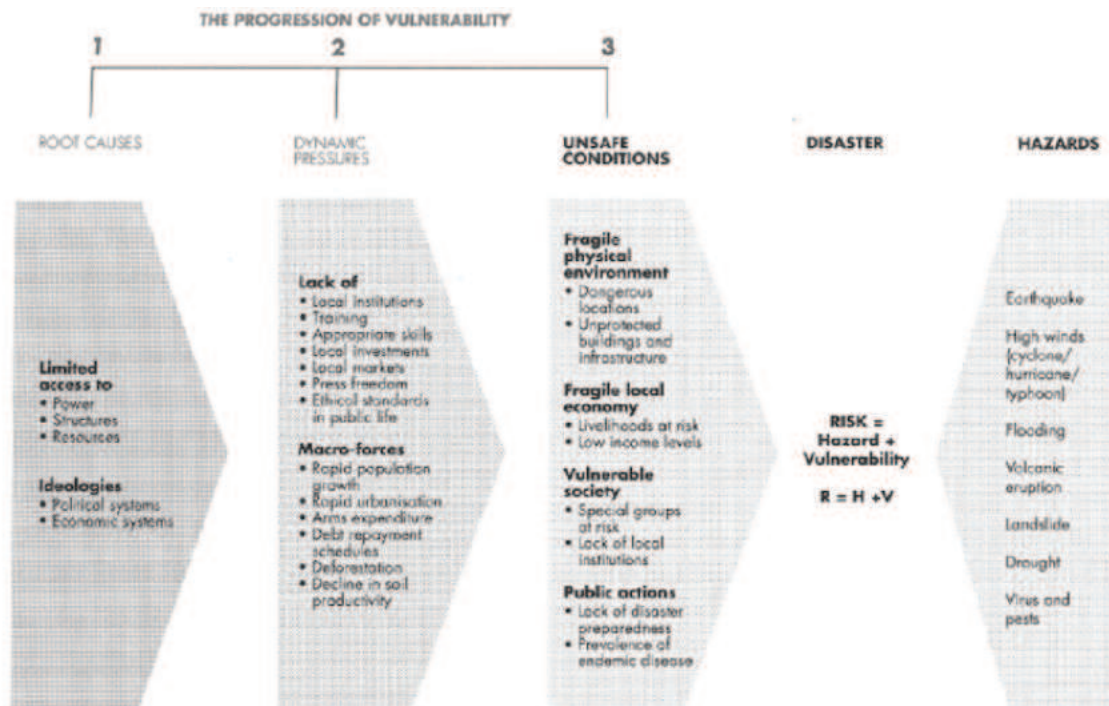 THE PROGRESSION OF VULNERABILITY
1
2
3
ROOT CAUSES
DYNAMIC
PRESSURES
UNSAFE
CONDITIONS
DISASTER
HAZARDS
Limited
access to
• Power
• Structures
• Resources
Ideologies
• Political systems
• Economic systems
Lack of
• Local institutions
• Training
• Appropriate skills
• Local investments
• Local markets
• Press freedom
• Ethical standards
in public life
Macro-forces
• Rapid population
growth
• Rapid urbanisation
• Arms expenditure
• Debt repayment
schedules
• Deforestation
• Decline in soil
productivity
Fragile
physical
environment
• Dangerous
locations
• Unprotected
buildings and
infrastructure
Fragile local
economy
• Livelihoods at risk
• Low income levels
Vulnerable
society
• Special groups
at risk
• Lack of local
institutions
Public actions
• Lack of disaster
preparedness
• Prevalence of
endemic disease
RISK =
Hazard +
Vulnerability
R = H +V
Earthquake
High winds
(cyclone/
hurricane/
typhoon)
Flooding
Volcanic
eruption
Landslide
Drought
Virus and
pests